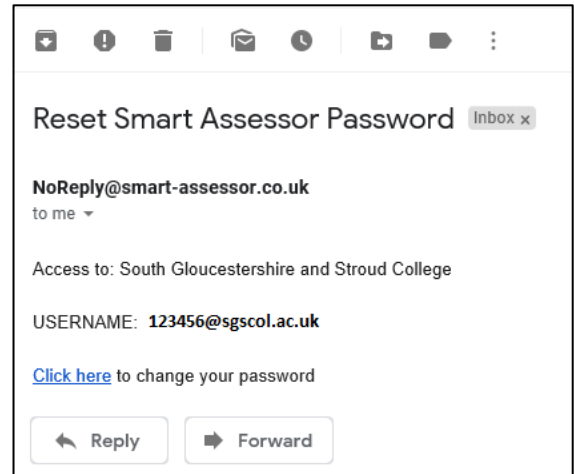 Reset Smart Assessor Password Inbox x
NoReply@smart-assessor.co.uk
to me
Access to: South Gloucestershire and Stroud College
USERNAME: 123456@sgscol.ac.uk
Click here to change your password
Reply Forward